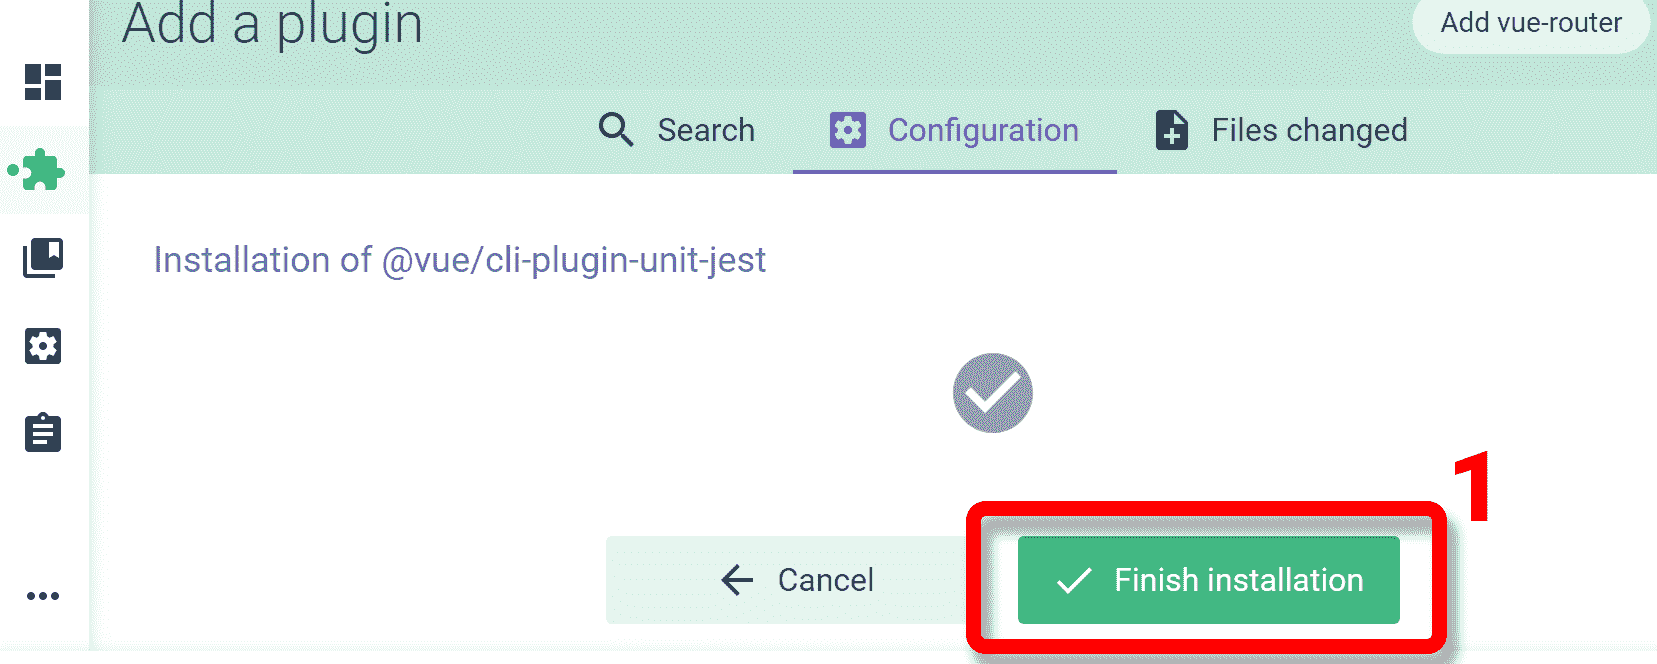 Add a plugin
Add vue-router
Search
Configuration
Files changed
Installation of @vue/cli-plugin-unit-jest
1
Cancel
Finish installation